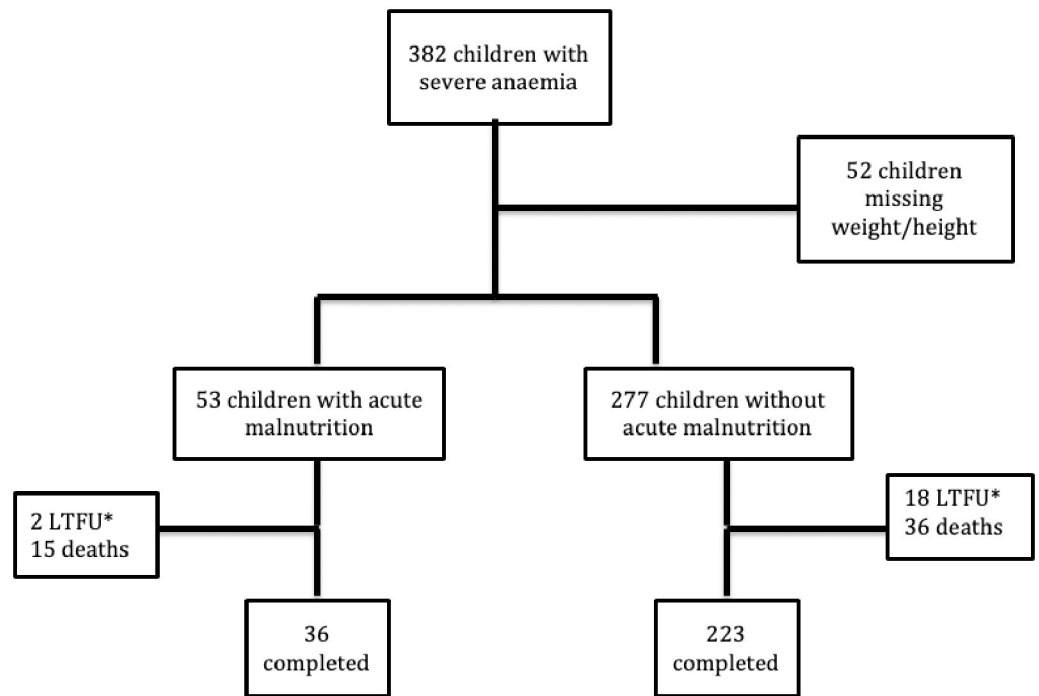 382 children with
severe anaemia
52 children
missing
weight/height
53 children with acute
malnutrition
277 children without
acute malnutrition
2 LTFU*
15 deaths
18 LTFU*
36 deaths
36
completed
223
completed